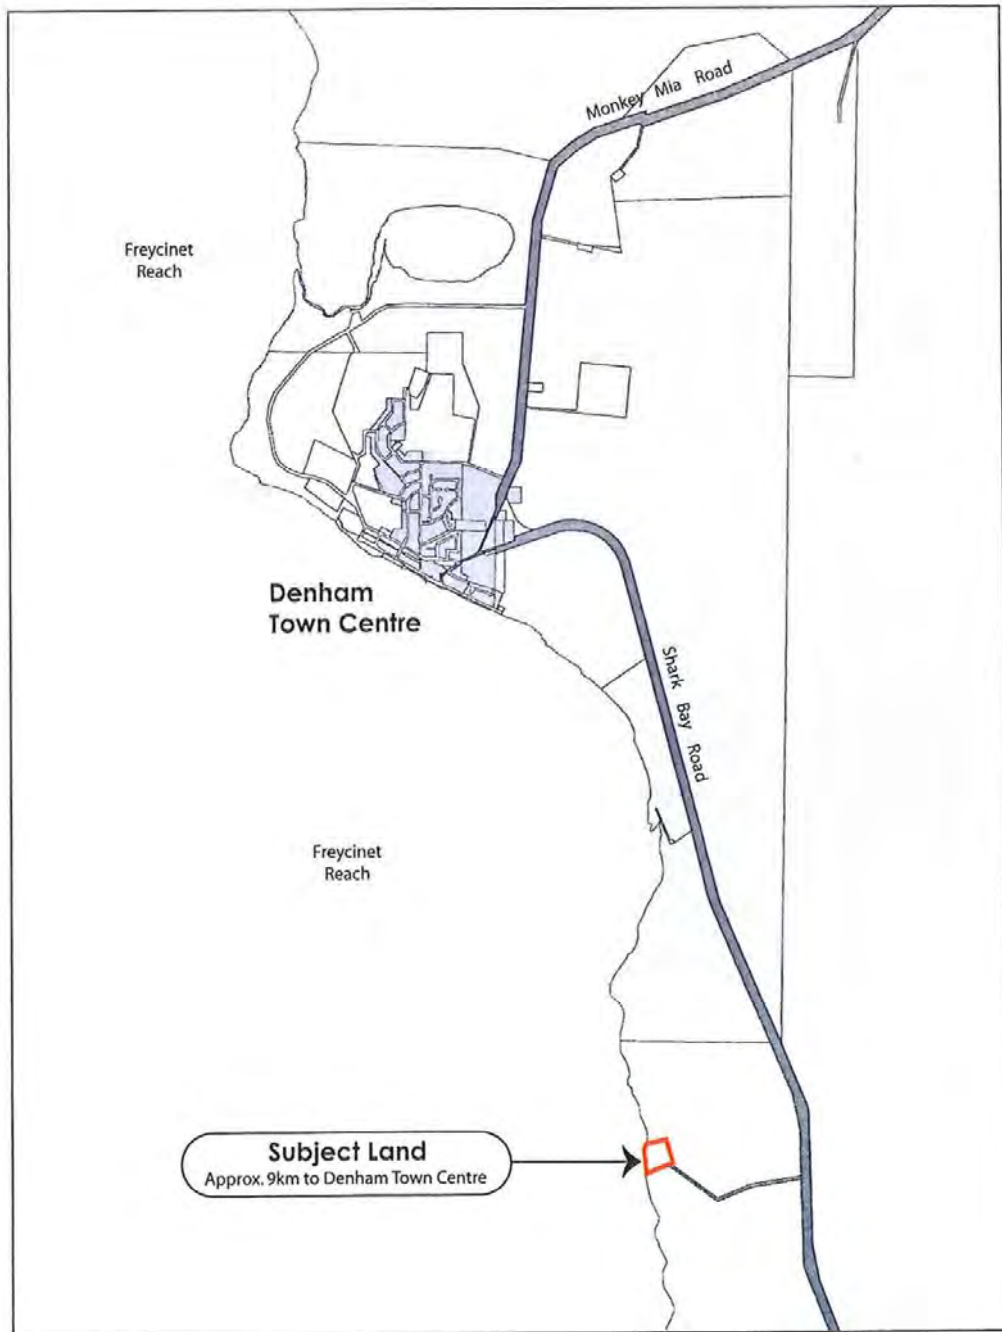 Monkey Mia Road
Freycinet
Reach
Denham
Town Centre
Shark Bay Road
Freycinet
Reach
Subject Land
Approx. 9km to Denham Town Centre